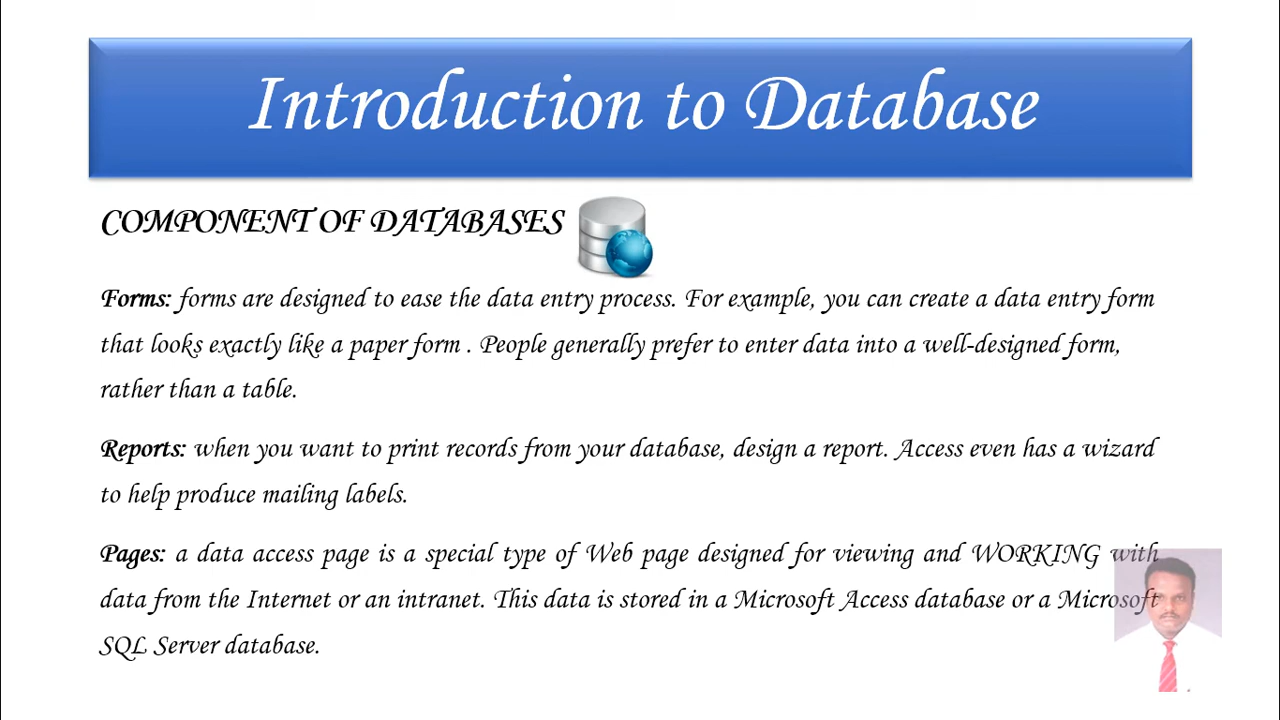 Introduction to Database
COMPONENT OF DATABASES
Forms: forms are designed to ease the data entry process. For example, you can create a data entry form
that looks exactly like a paper form . People generally prefer to enter data into a well-designed form,
rather than a table.
Reports: when you want to print records from your database, design a report. Access even has a wizard
to help produce mailing labels.
Pages: a data access page is a special type of Web page designed for viewing and WORKING with
data from the Internet or an intranet. This data is stored in a Microsoft Access database or a Microsoft
SQL Server database.